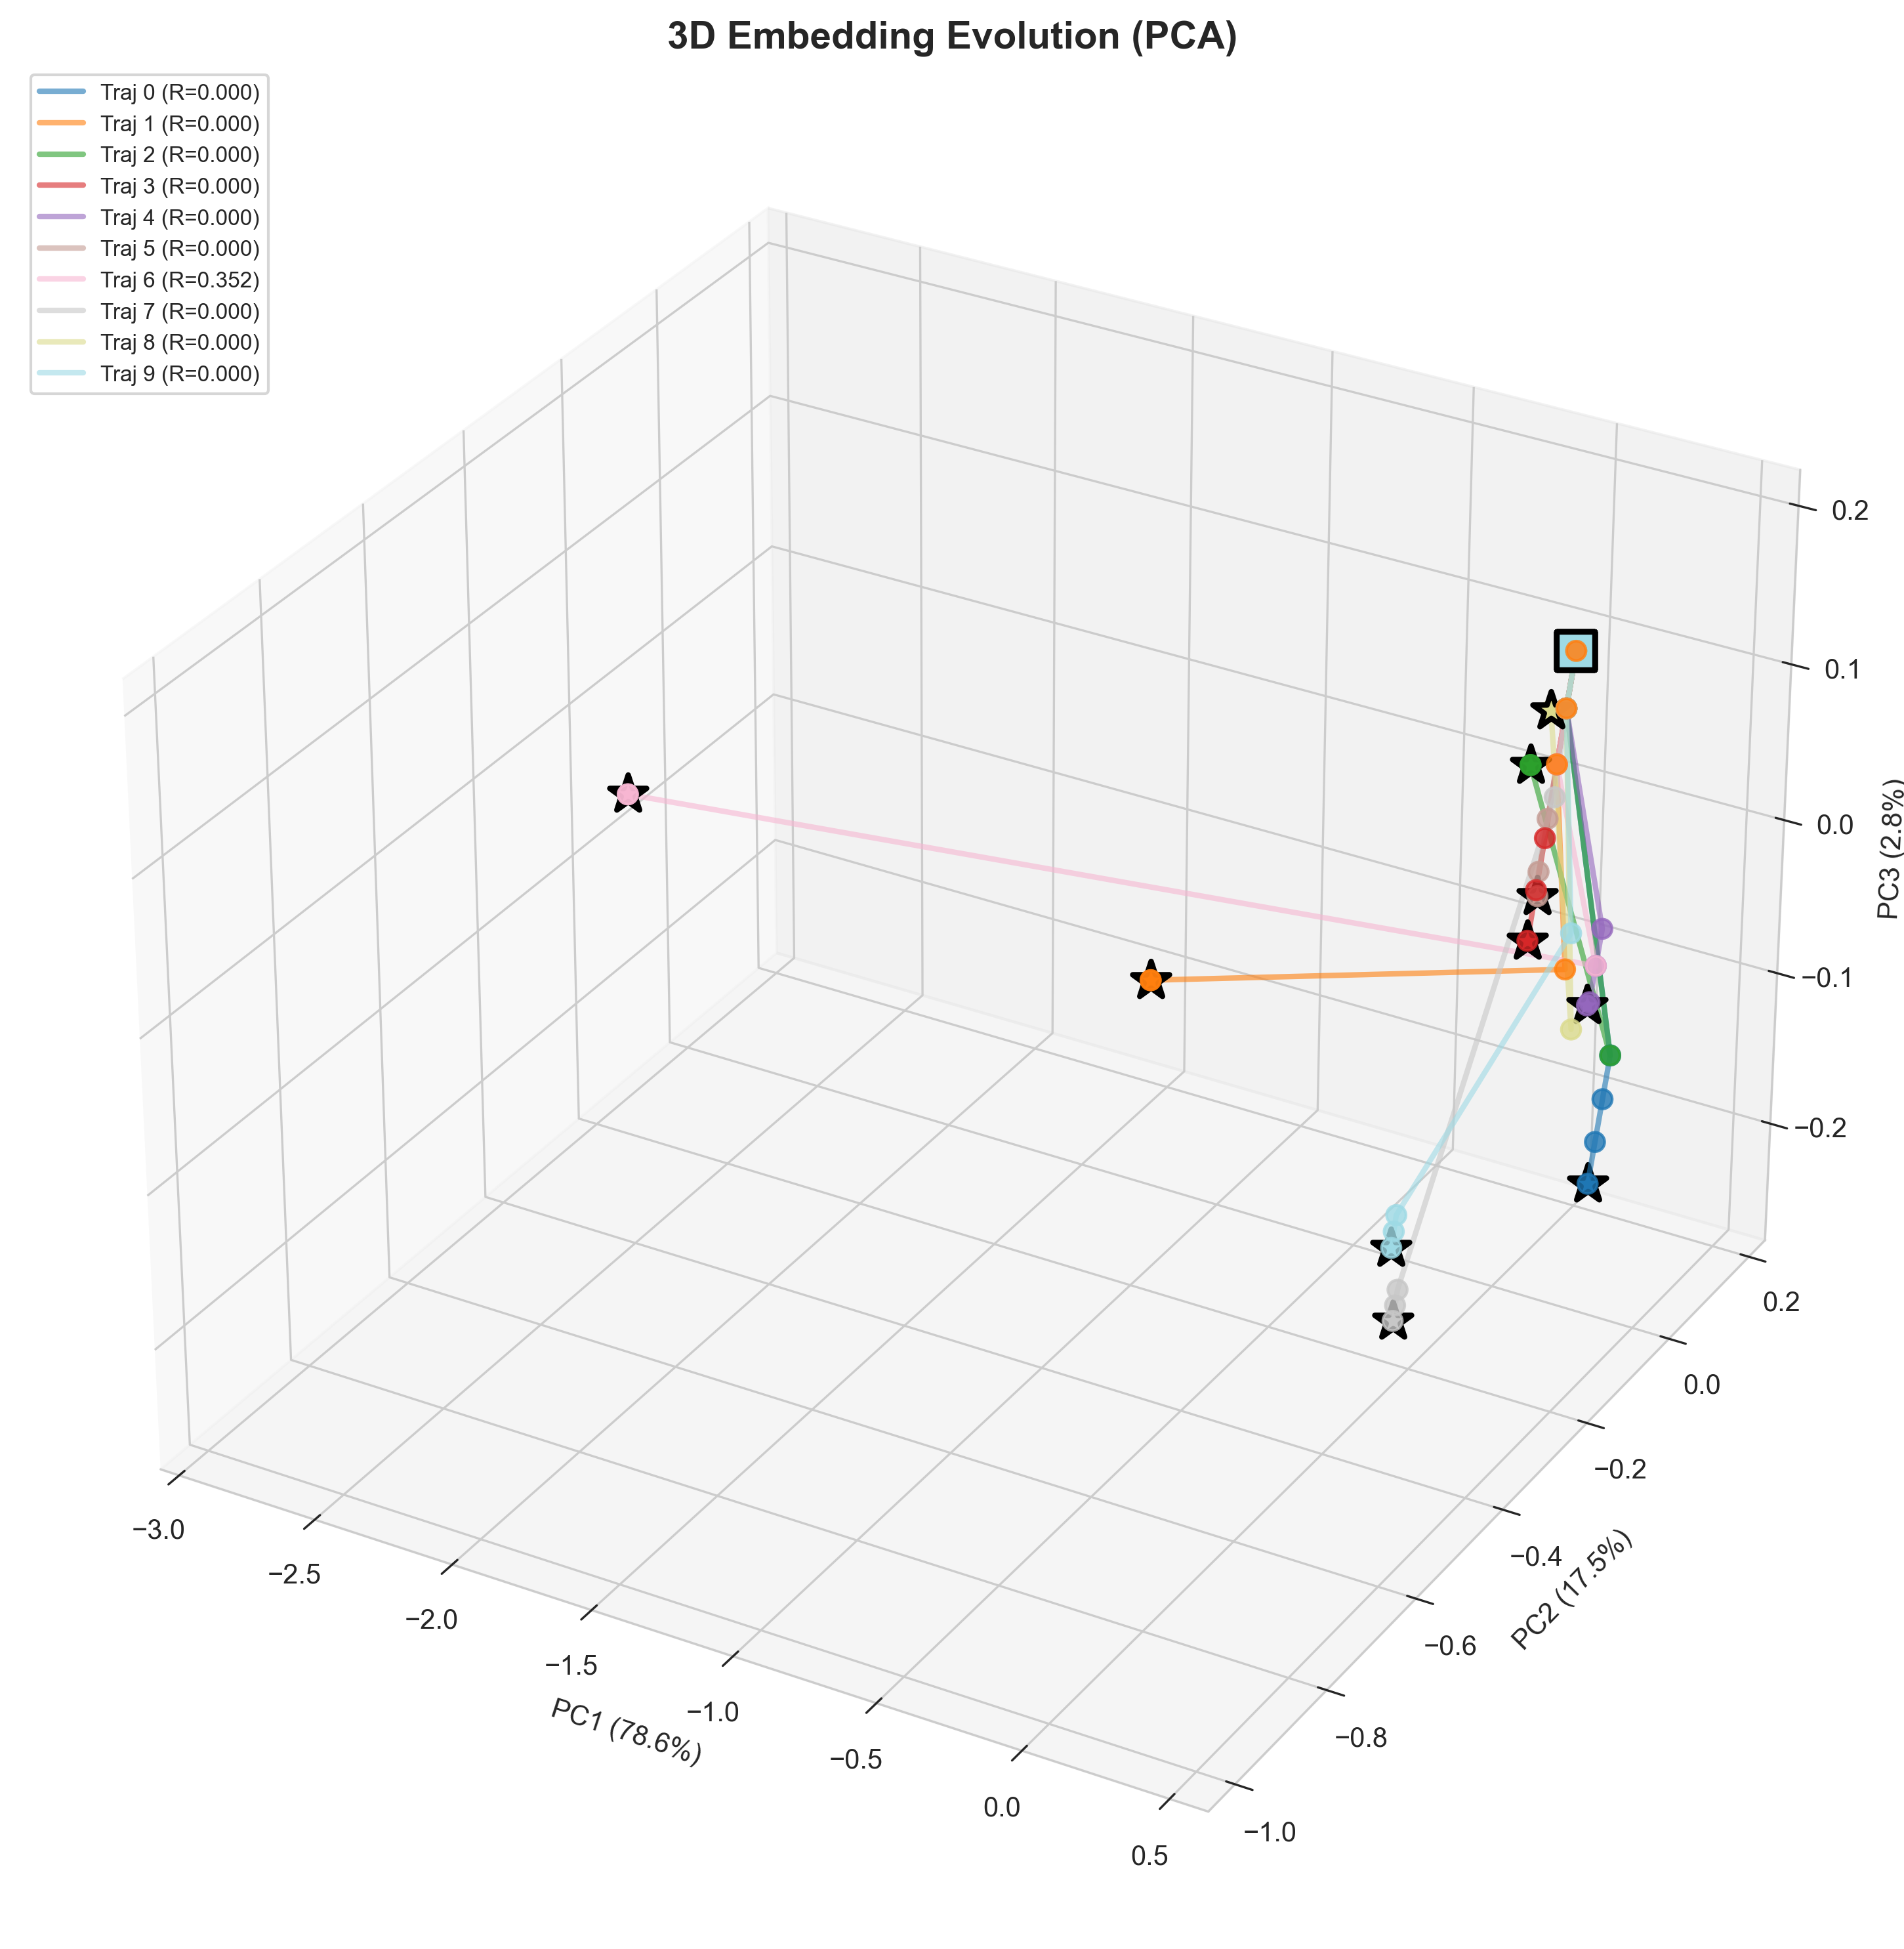 3D Embedding Evolution (PCA)
Traj 0 (R=0.000)
Traj 1 (R=0.000)
Traj 2 (R=0.000)
Traj 3 (R=0.000)
Traj 4 (R=0.000)
Traj 5 (R=0.000)
Traj 6 (R=0.352)
Traj 7 (R=0.000)
Traj 8 (R=0.000)
Traj 9 (R=0.000)
0.2
0.1
0.0
−0.1
−0.2
PC3 (2.8%)
0.2
0.0
−0.2
−0.4
−0.6
−0.8
−1.0
PC2 (17.5%)
−3.0
−2.5
−2.0
−1.5
−1.0
−0.5
0.0
0.5
PC1 (78.6%)